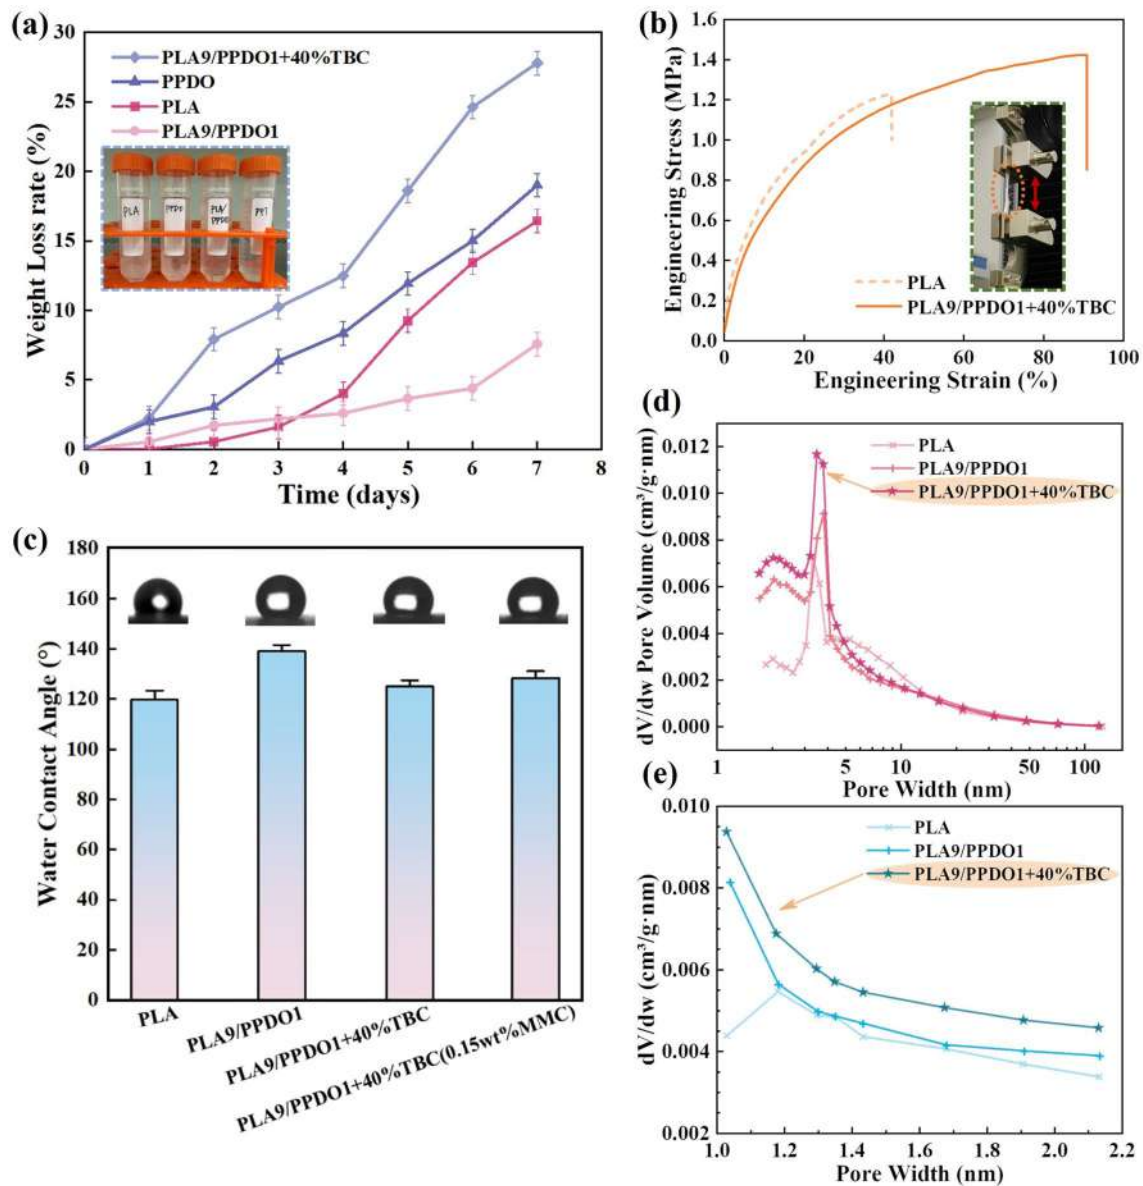 (a)
30
25
20
15
10
5
0
Weight Loss rate (%)
PLA9/PPDO1+40%TBC
PPDO
PLA
PLA9/PPDO1
PLA
PPDO
PLA/
PPDO
PPT
0 1 2 3 4 5 6 7 8
Time (days)
(b)
1.6
1.4
1.2
1.0
0.8
0.6
0.4
0.2
0.0
Engineering Stress (MPa)
PLA
PLA9/PPDO1+40%TBC
0 20 40 60 80 100
Engineering Strain (%)
(c)
180
160
140
120
100
80
60
40
20
0
Water Contact Angle (°)
PLA
PLA9/PPDO1
PLA9/PPDO1+40%TBC
PLA9/PPDO1+40%TBC(0.15wt%MMC)
(d)
0.012
0.010
0.008
0.006
0.004
0.002
0.000
dV/dw Pore Volume (cm³/g·nm)
PLA
PLA9/PPDO1
PLA9/PPDO1+40%TBC
1 5 10 50 100
Pore Width (nm)
(e)
0.010
0.008
0.006
0.004
0.002
dV/dw (cm³/g·nm)
PLA
PLA9/PPDO1
PLA9/PPDO1+40%TBC
1.0 1.2 1.4 1.6 1.8 2.0 2.2
Pore Width (nm)